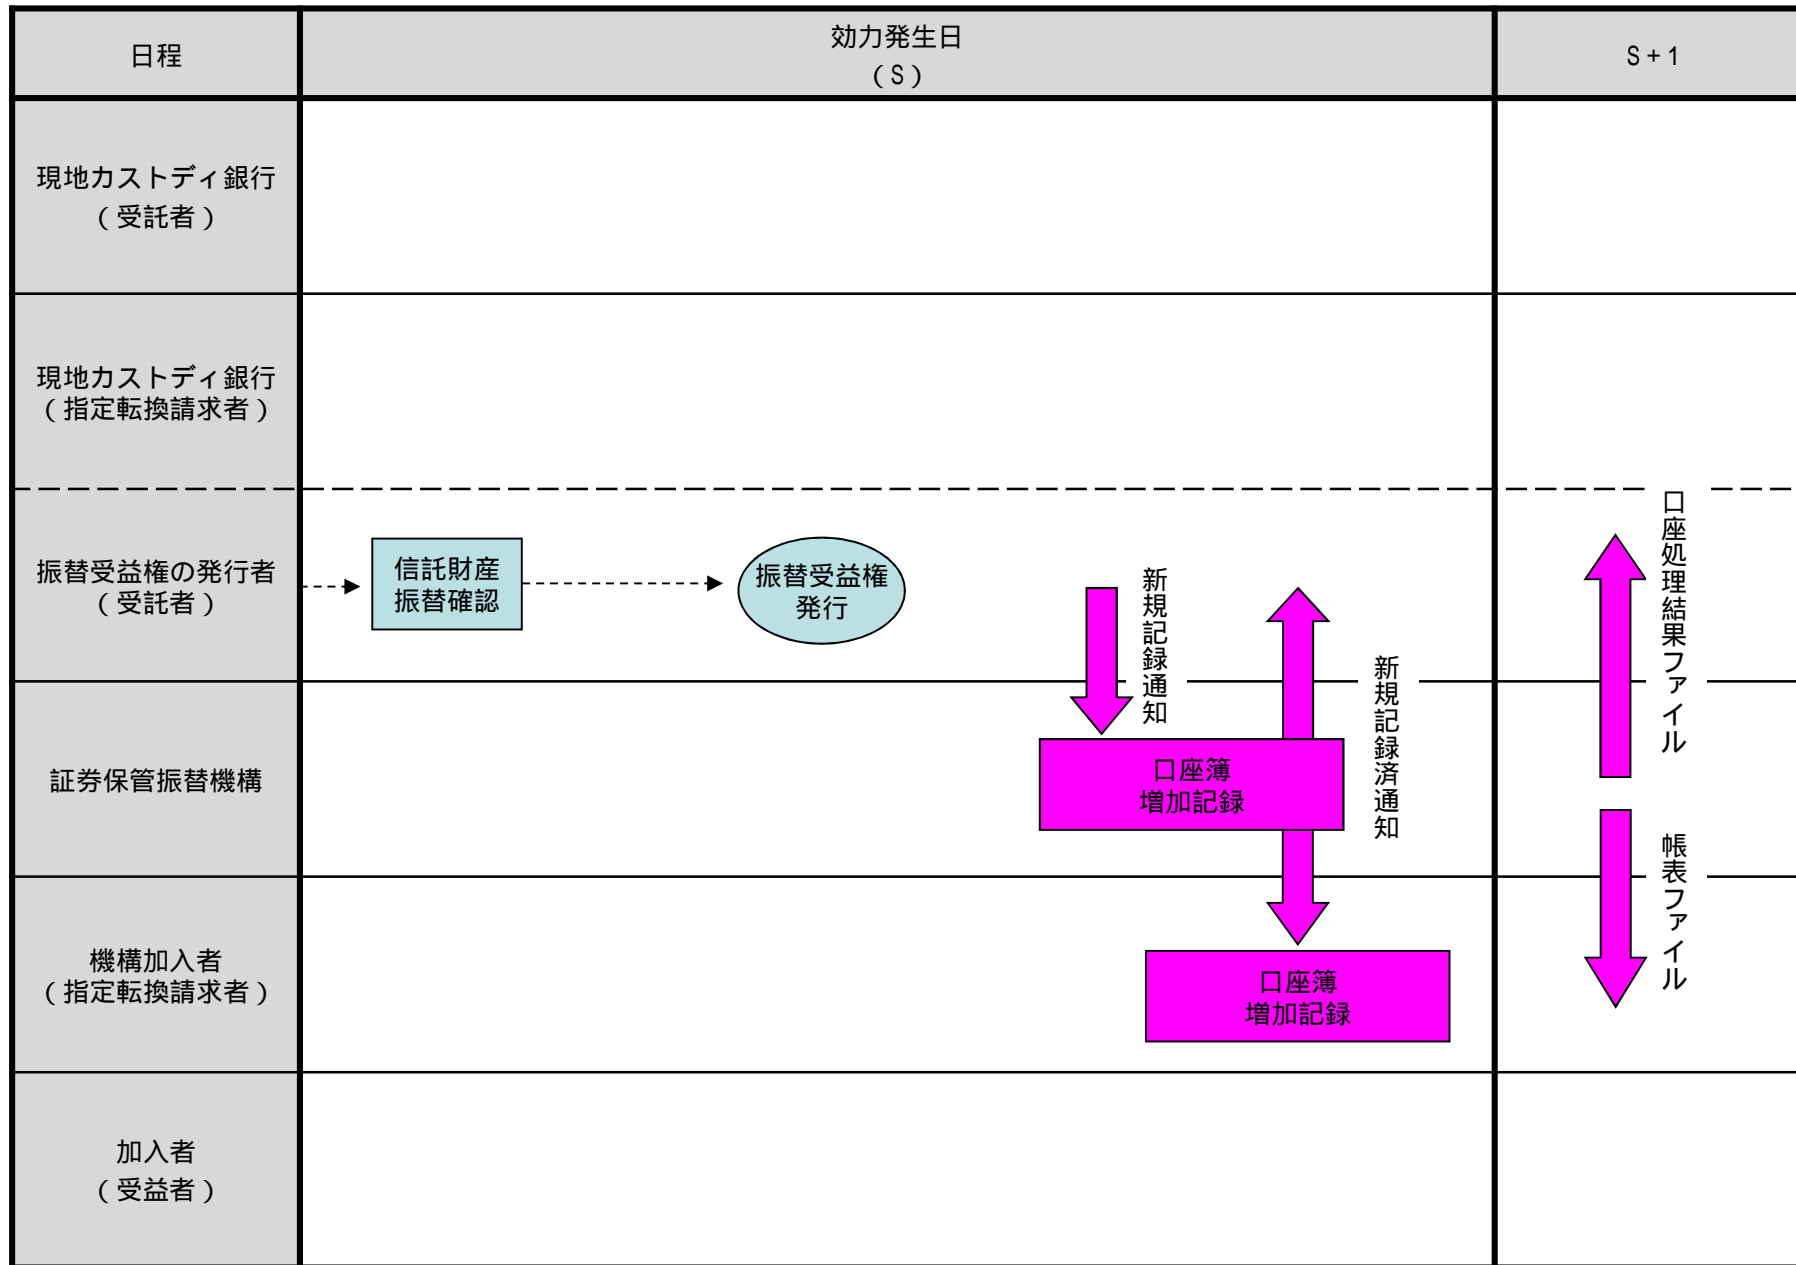 日程
効力発生日
（S）
S+1
現地カストディ銀行
（受託者）
現地カストディ銀行
（指定転換請求者）
振替受益権の発行者
（受託者）
信託財産
振替確認
振替受益権
発行
新規記録通知
新規記録済通知
口座処理結果ファイル
証券保管振替機構
口座簿
増加記録
帳表ファイル
機構加入者
（指定転換請求者）
口座簿
増加記録
加入者
（受益者）